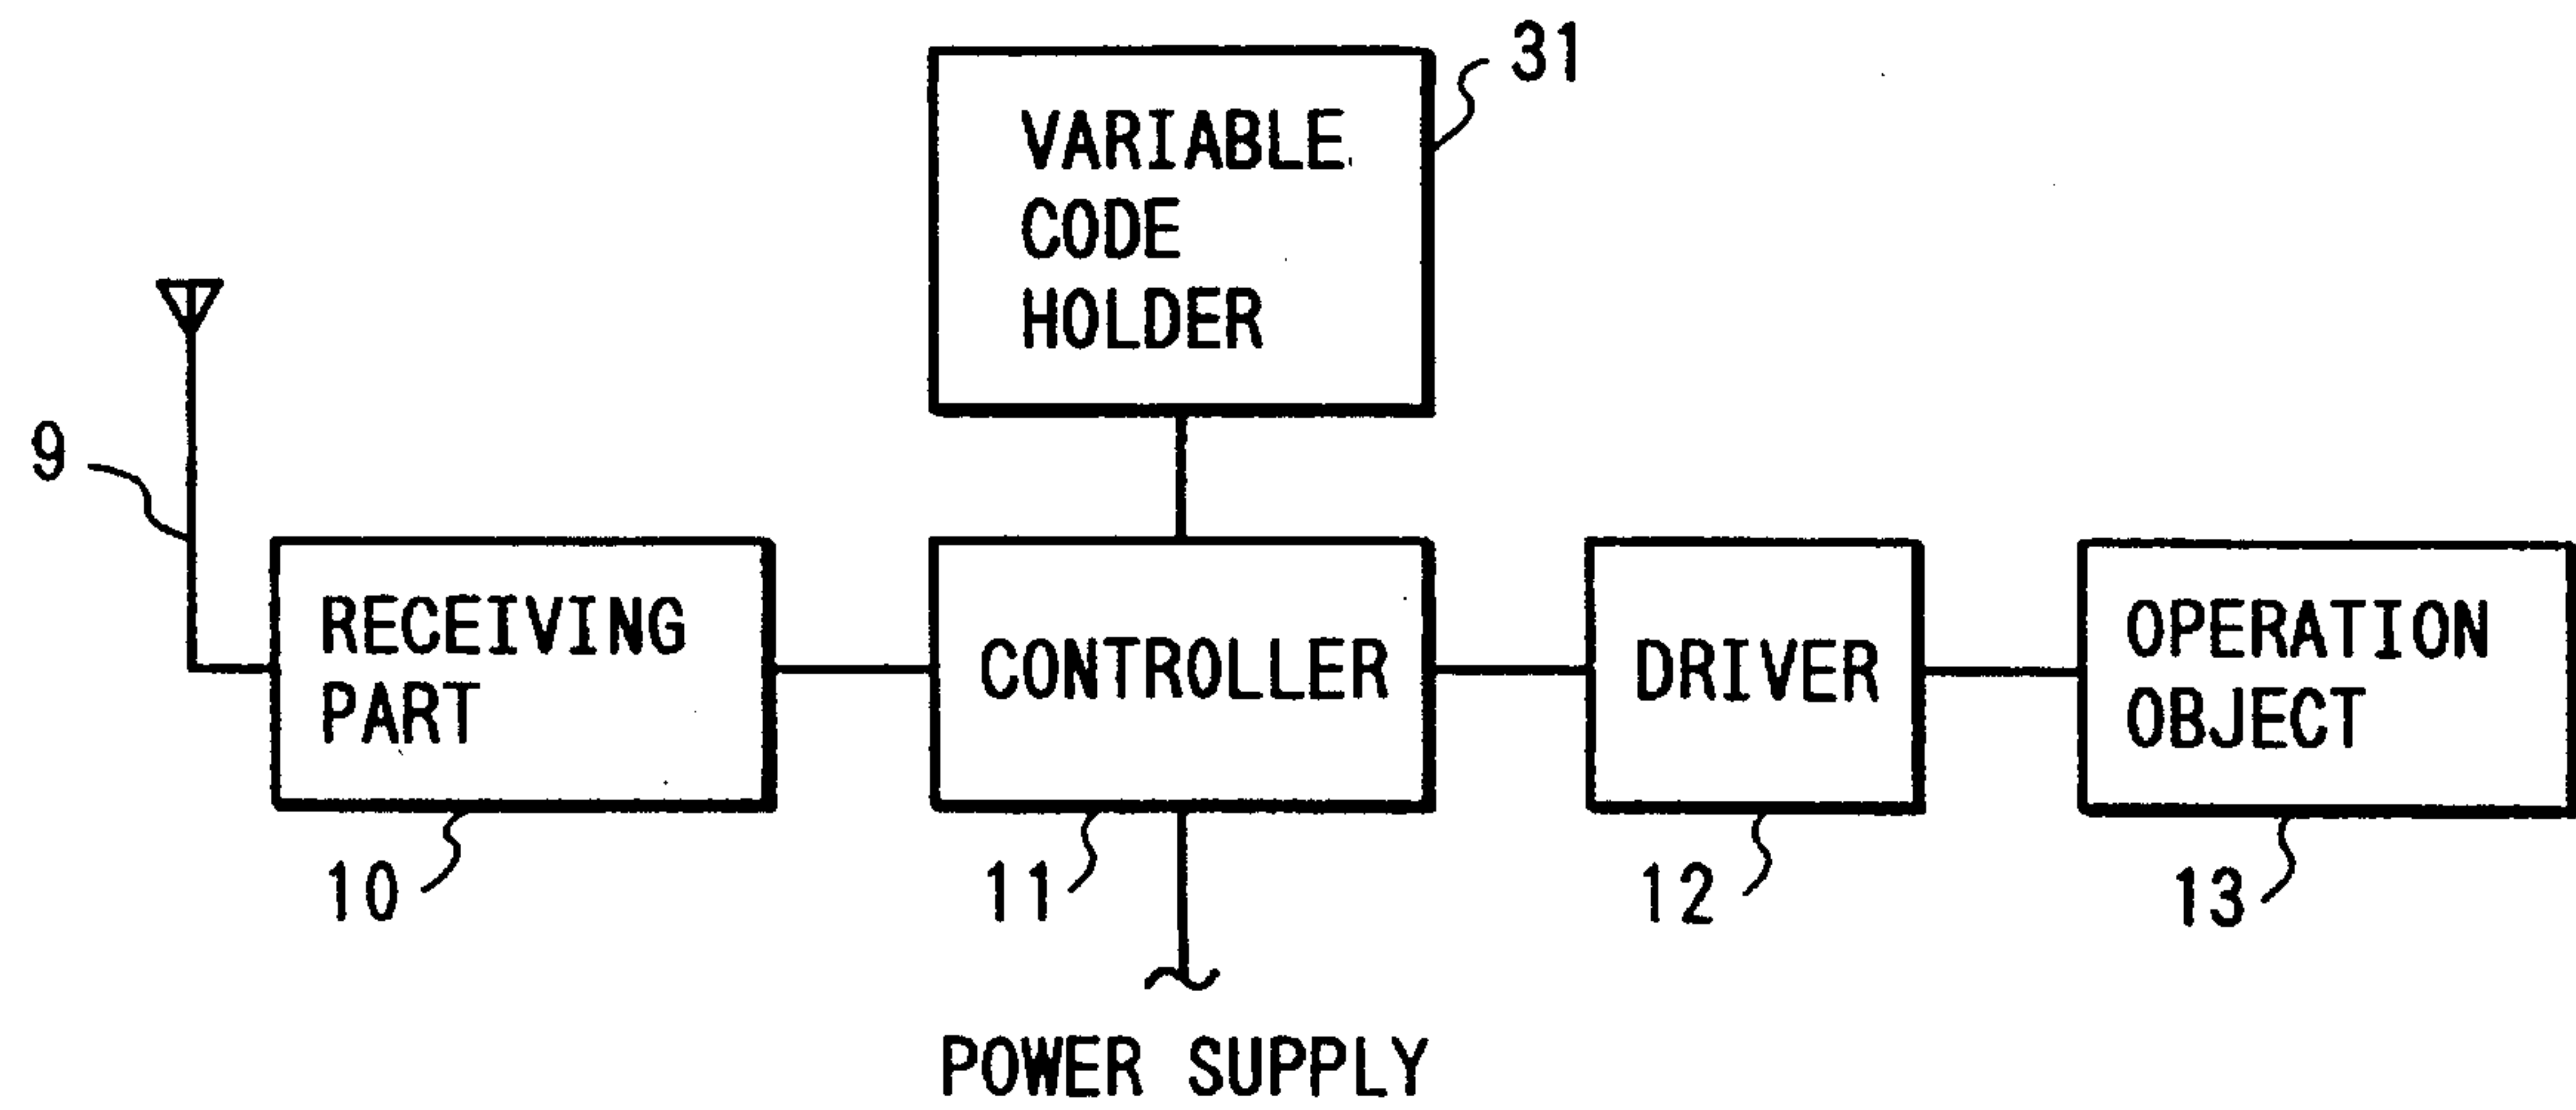 31
VARIABLE
CODE
HOLDER
9
RECEIVING
PART
CONTROLLER
DRIVER
OPERATION
OBJECT
10
11
12
13
POWER SUPPLY